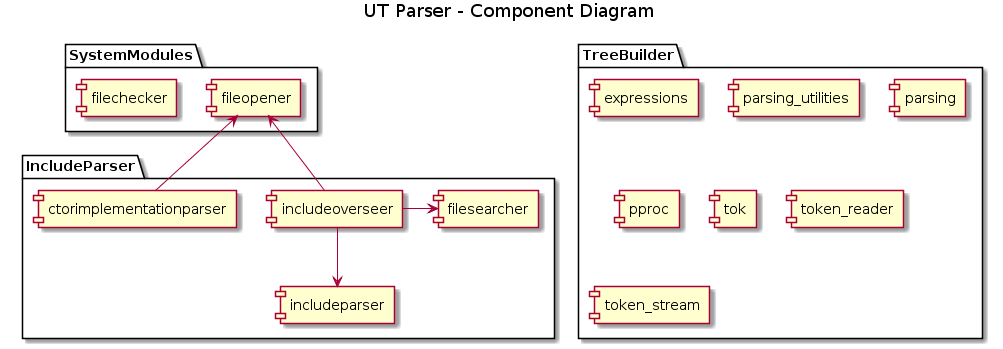 UT Parser - Component Diagram
SystemModules
filechecker
fileopener
IncludeParser
ctorimplementationparser
includeoverseer
filesearcher
includeparser
TreeBuilder
expressions
parsing_utilities
parsing
pproc
tok
token_reader
token_stream